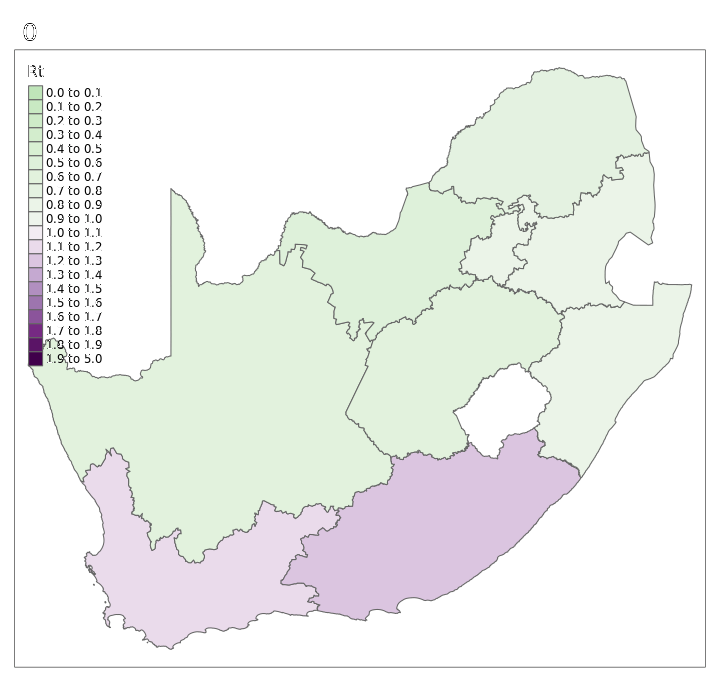 0
Rt
0.0 to 0.1
0.1 to 0.2
0.2 to 0.3
0.3 to 0.4
0.4 to 0.5
0.5 to 0.6
0.6 to 0.7
0.7 to 0.8
0.8 to 0.9
0.9 to 1.0
1.0 to 1.1
1.1 to 1.2
1.2 to 1.3
1.3 to 1.4
1.4 to 1.5
1.5 to 1.6
1.6 to 1.7
1.7 to 1.8
1.8 to 1.9
1.9 to 5.0